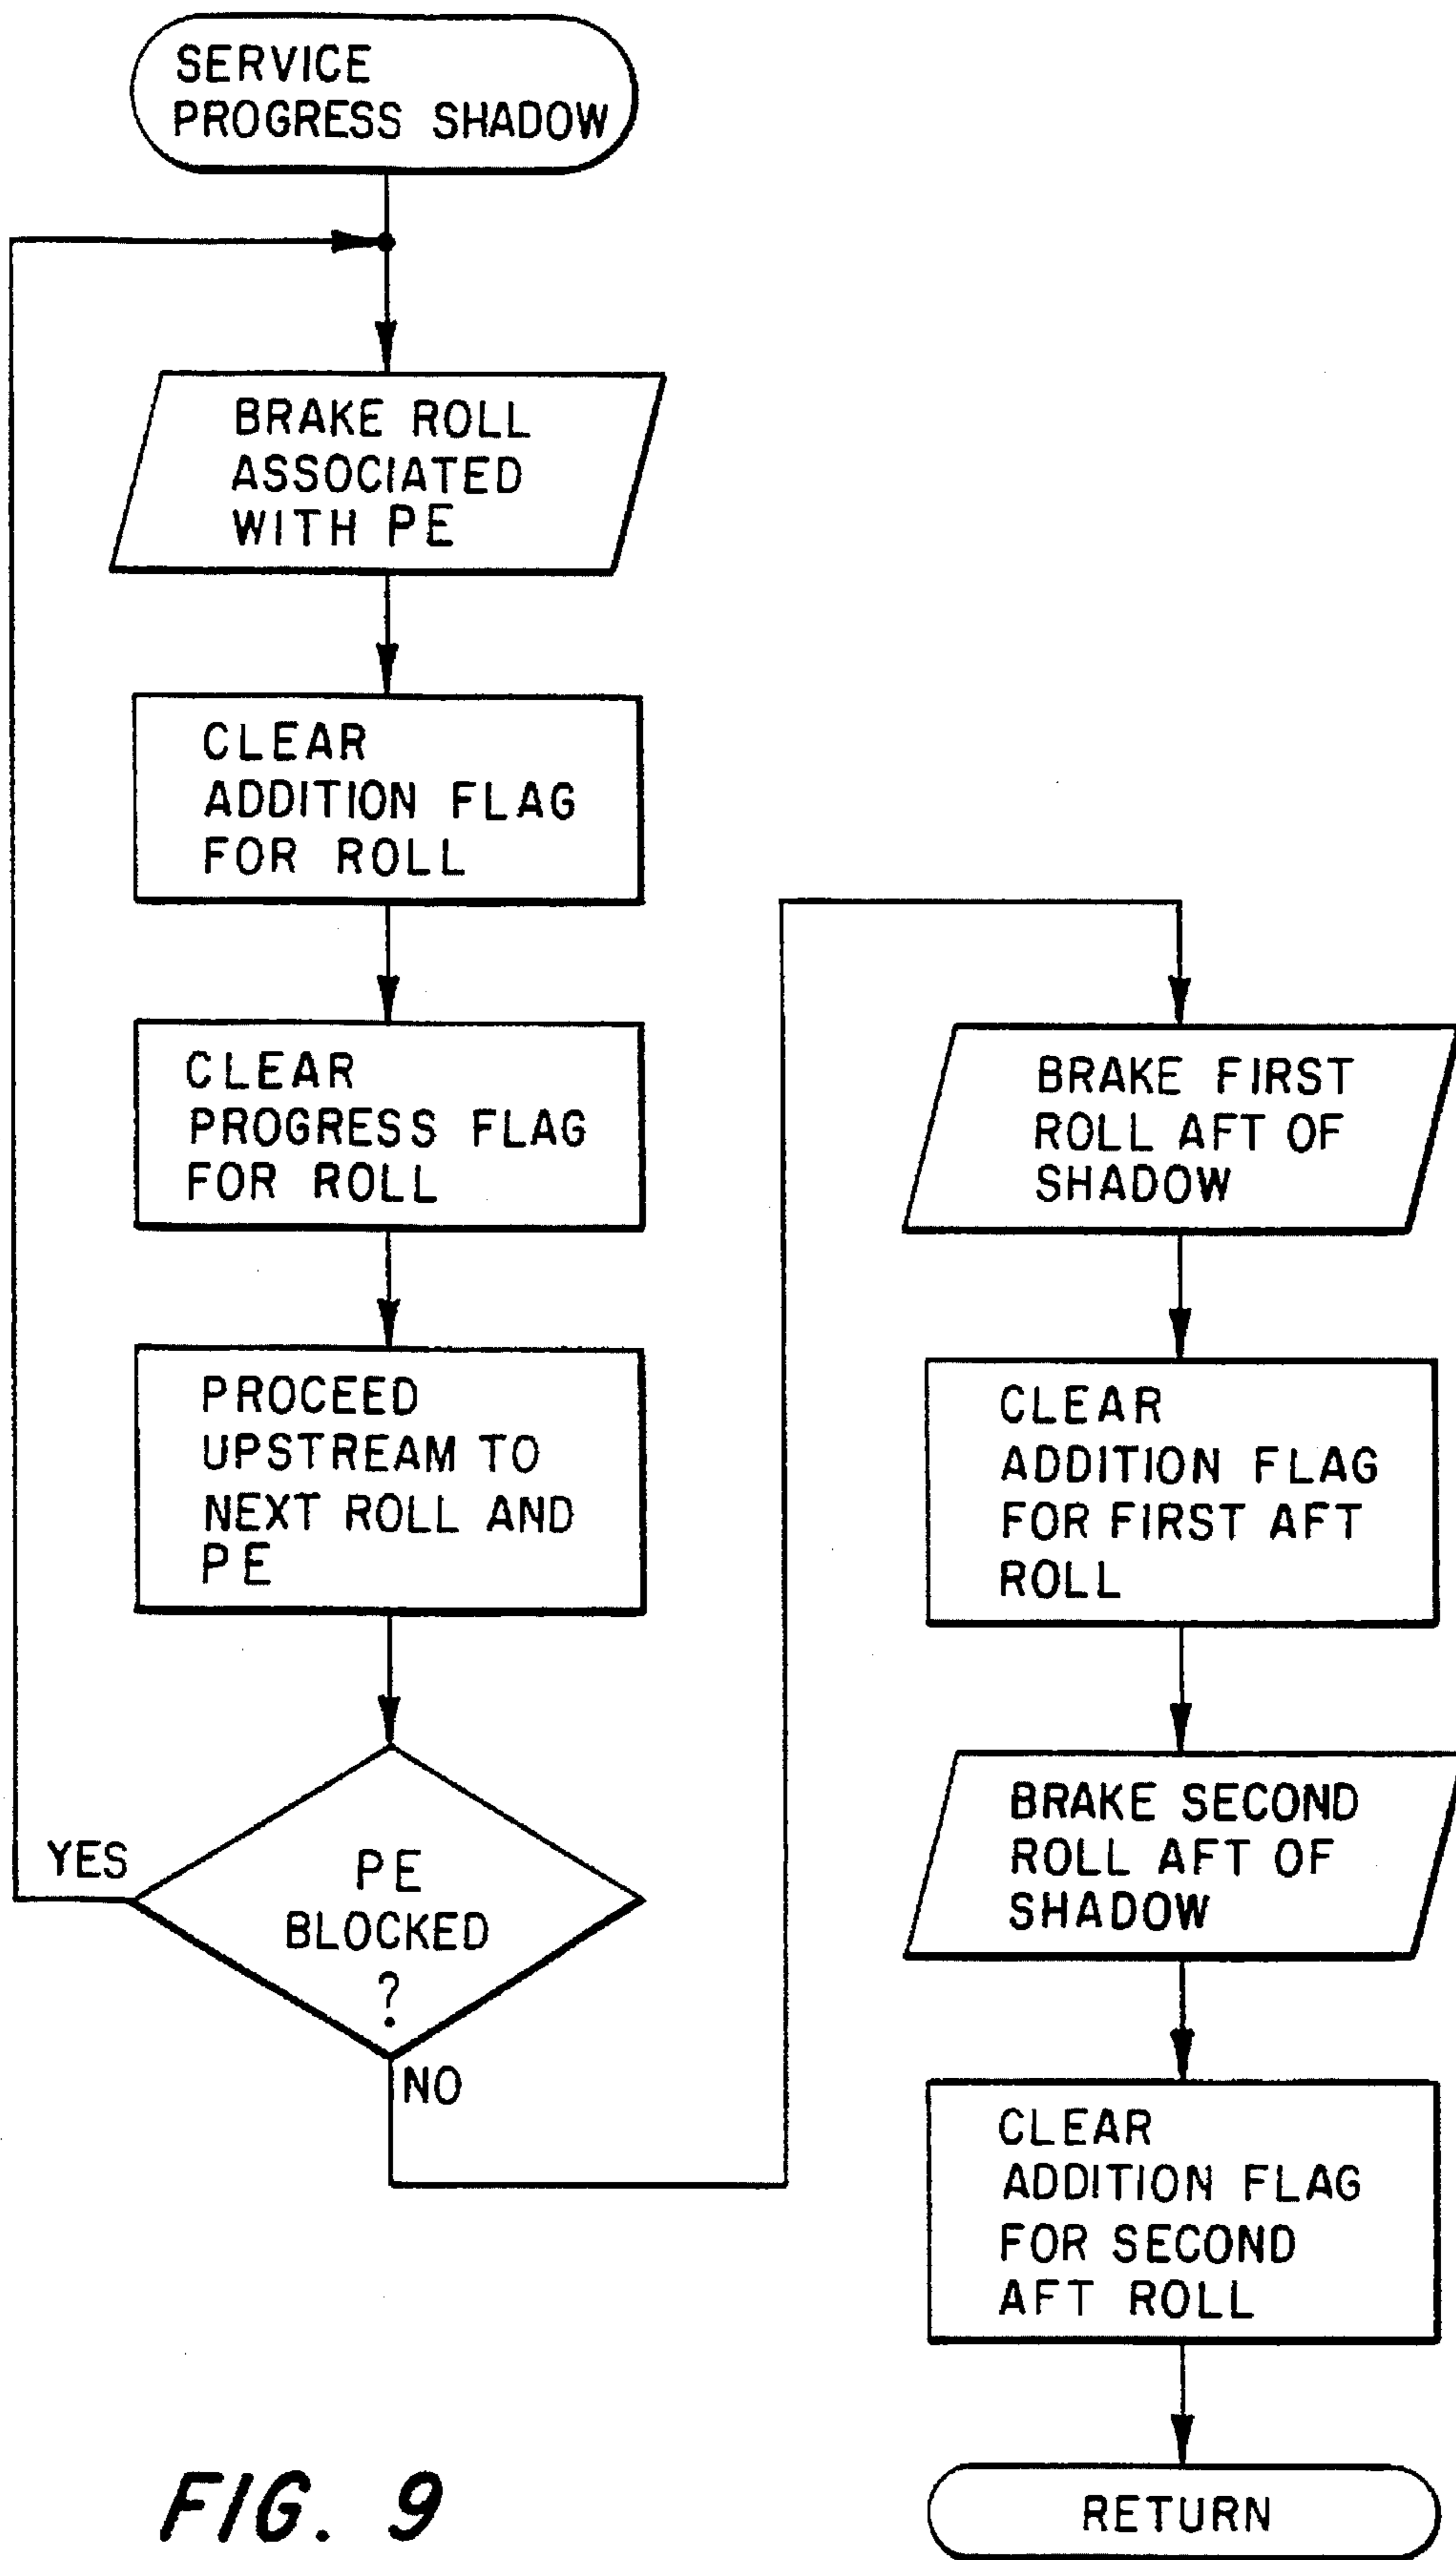 SERVICE
PROGRESS SHADOW
BRAKE ROLL
ASSOCIATED
WITH PE
CLEAR
ADDITION FLAG
FOR ROLL
CLEAR
PROGRESS FLAG
FOR ROLL
PROCEED
UPSTREAM TO
NEXT ROLL AND
PE
YES
PE
BLOCKED
?
NO
BRAKE FIRST
ROLL AFT OF
SHADOW
CLEAR
ADDITION FLAG
FOR FIRST AFT
ROLL
BRAKE SECOND
ROLL AFT OF
SHADOW
CLEAR
ADDITION FLAG
FOR SECOND
AFT ROLL
RETURN
FIG. 9